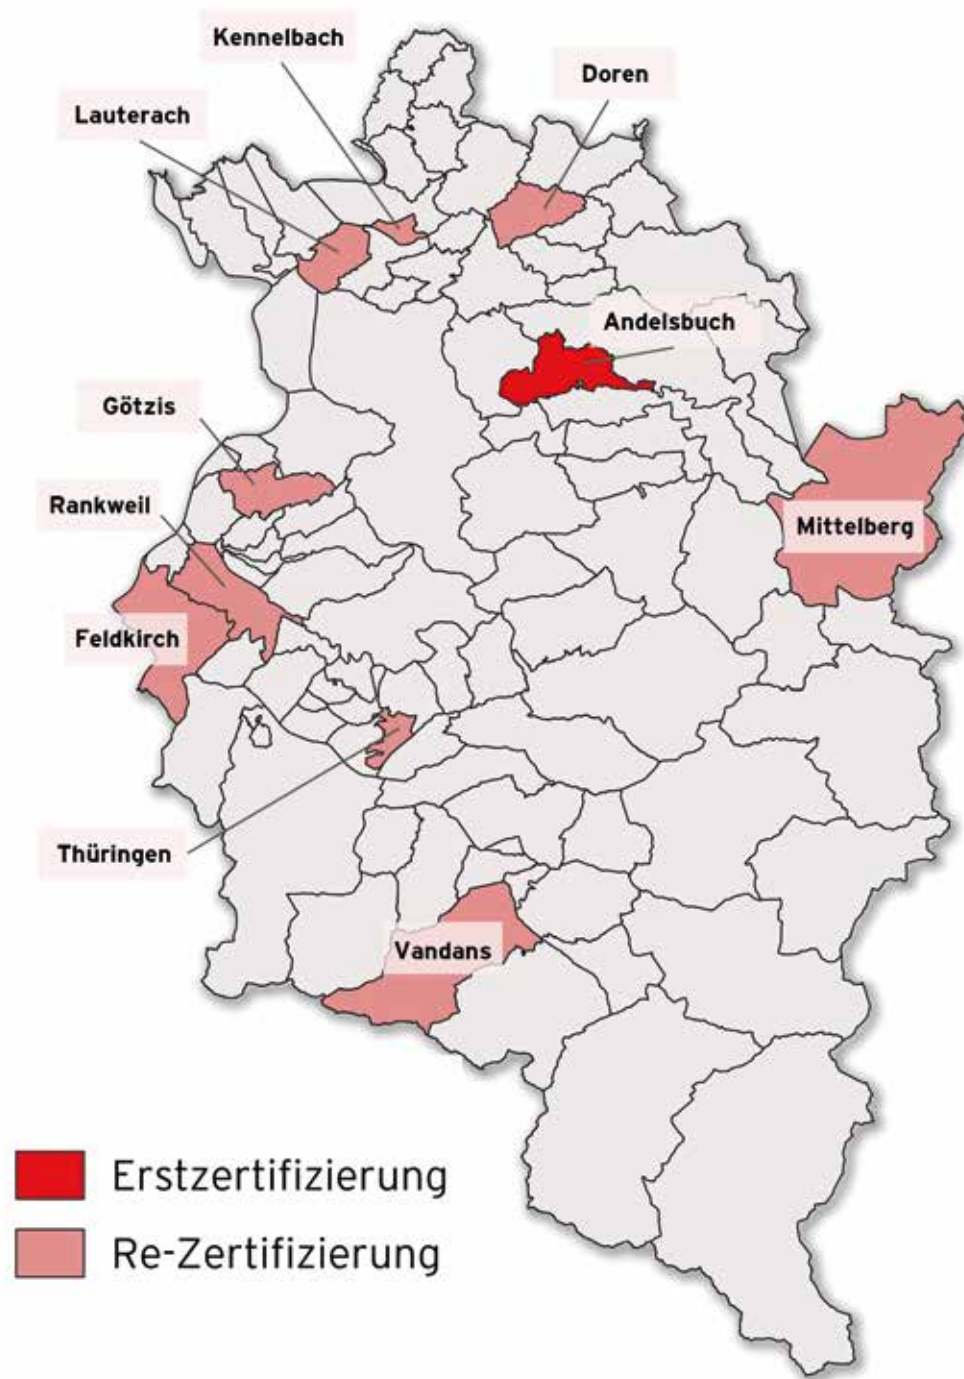 Kennelbach
Doren
Lauterach
Andelsbuch
Götzis
Rankweil
Mittelberg
Feldkirch
Thüringen
Vandans
Erstzertifizierung
Re-Zertifizierung